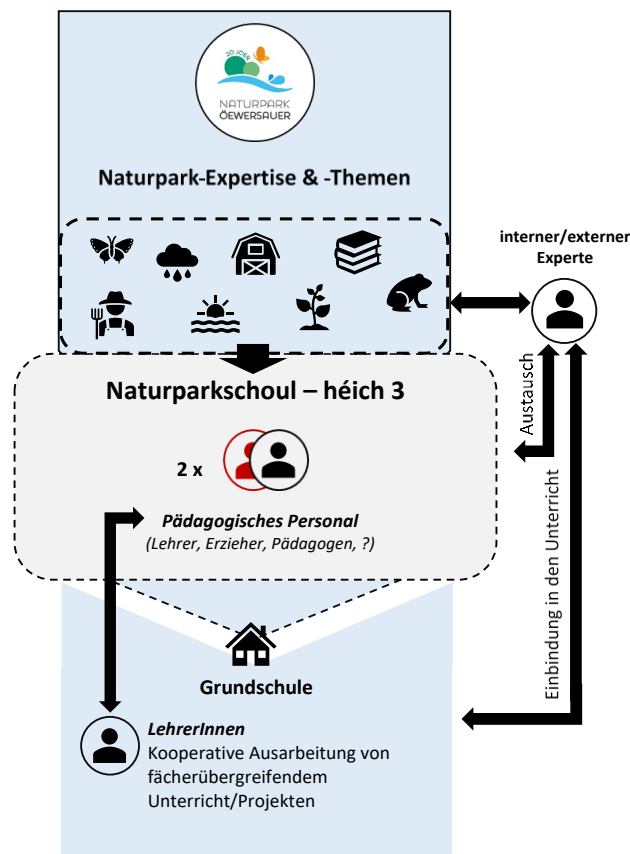 20 JOER
NATURPARK
ÖEWERSAUER
Naturpark-Expertise & -Themen
interner/externer
Experte
Naturparkschoul – héich 3
Austausch
2 x
Pädagogisches Personal
(Lehrer, Erzieher, Pädagogen, ?)
Einbindung in den Unterricht
Grundschule
LehrerInnen
Kooperative Ausarbeitung von
fächerübergreifendem
Unterricht/Projekten